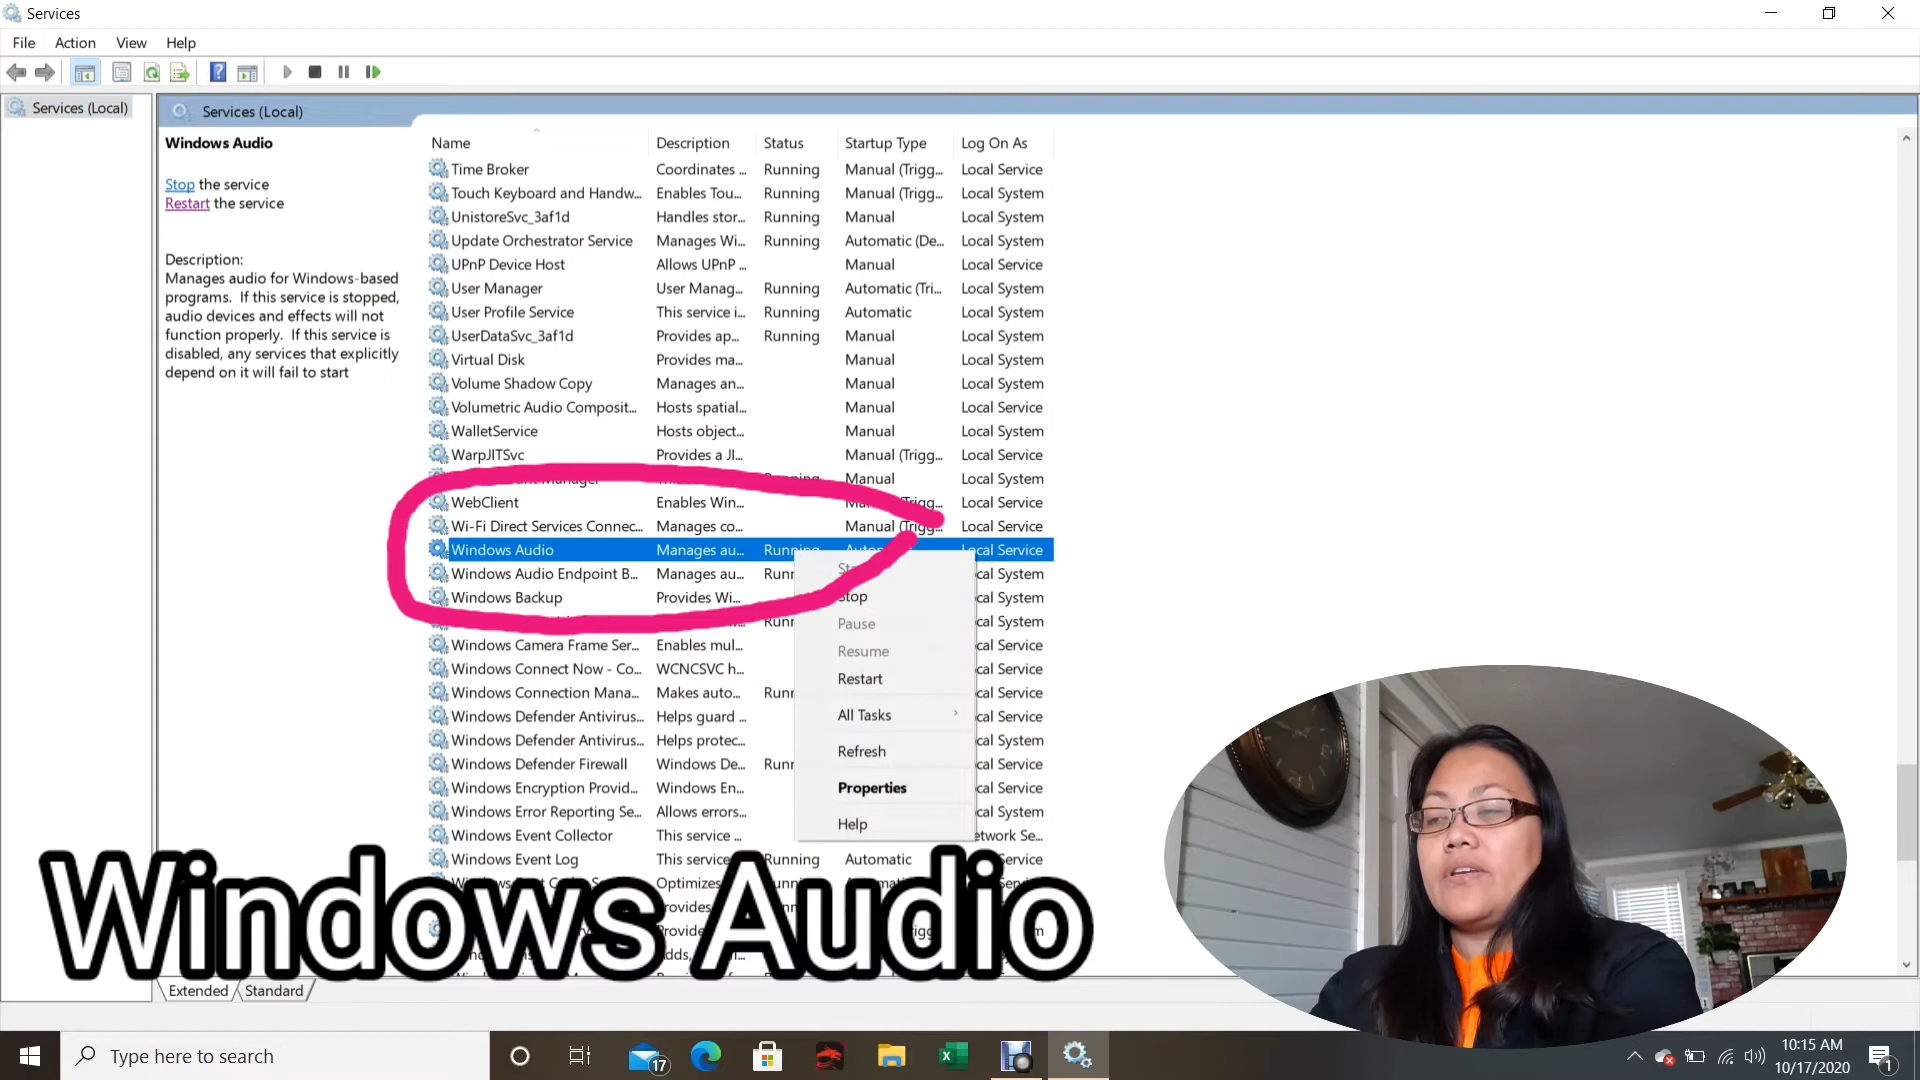 Services
File Action View Help
Services (Local)
Services (Local)
Windows Audio
Stop the service
Restart the service
Description:
Manages audio for Windows-based
programs. If this service is stopped,
audio devices and effects will not
function properly. If this service is
disabled, any services that explicitly
depend on it will fail to start
Name Description Status Startup Type Log On As
Time Broker Coordinates ... Running Manual (Trigg... Local Service
Touch Keyboard and Handw... Enables Tou... Running Manual (Trigg... Local System
UnistoreSvc_3af1d Handles stor... Running Manual Local System
Update Orchestrator Service Manages Wi... Running Automatic (De... Local System
UPnP Device Host Allows UPnP ... Manual Local Service
User Manager User Manag... Running Automatic (Tri... Local System
User Profile Service This service i... Running Automatic Local System
UserDataSvc_3af1d Provides ap... Running Manual Local System
Virtual Disk Provides ma... Manual Local System
Volume Shadow Copy Manages an... Manual Local System
Volumetric Audio Composit... Hosts spatial... Manual Local Service
WalletService Hosts object... Manual Local System
WarpJITSvc Provides a JI... Manual (Trigg... Local Service
Manager Running Manual Local System
WebClient Enables Win... Manual (Trigg... Local Service
Wi-Fi Direct Services Connec... Manages co... Manual (Trigg... Local Service
Windows Audio Manages au... Running Local Service
Windows Audio Endpoint B... Manages au...
Windows Backup Provides Wi...
Windows Camera Frame Ser... Enables mul...
Windows Connect Now - Co... WCNCSVC h...
Windows Connection Mana... Makes auto...
Windows Defender Antivirus... Helps guard ...
Windows Defender Antivirus... Helps protec...
Windows Defender Firewall Windows De...
Windows Encryption Provid... Windows En...
Windows Error Reporting Se... Allows errors...
Windows Event Collector This service ...
Windows Event Log This service Running Automatic
Optimizes
Stop
Pause
Resume
Restart
All Tasks
Refresh
Properties
Help
Windows Audio
Extended Standard
Type here to search
17
10:15 AM
10/17/2020
1